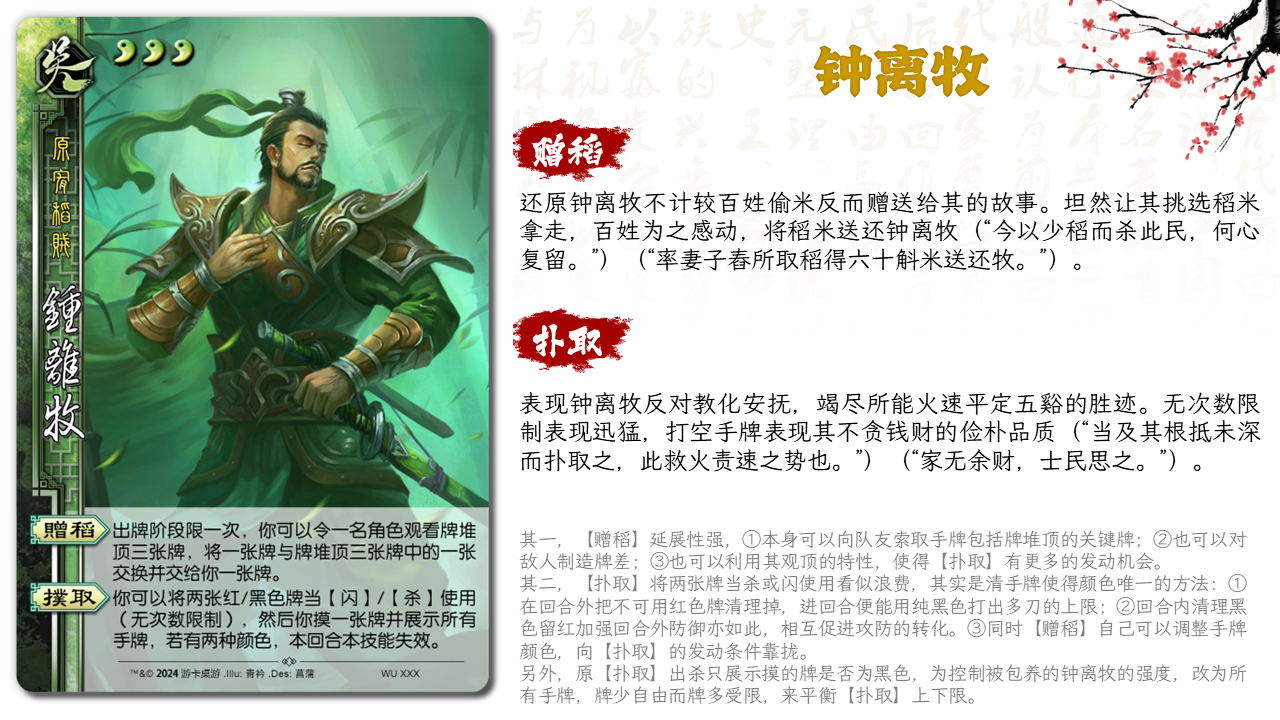 吴
原宥稻賊
鍾離牧
贈稻
出牌阶段限一次，你可以令一名角色观看牌堆
顶三张牌，将一张牌与牌堆顶三张牌中的一张
交换并交给你一张牌。
撲取
你可以将两张红/黑色牌当【闪】/【杀】使用
（无次数限制），然后你摸一张牌并展示所有
手牌，若有两种颜色，本回合本技能失效。
™&© 2024 游卡桌游 .Illu: 青衿 .Des: 菖蒲
WU XXX
钟离牧
赠稻
还原钟离牧不计较百姓偷米反而赠送给其的故事。坦然让其挑选稻米
拿走，百姓为之感动，将稻米送还钟离牧（“今以少稻而杀此民，何心
复留。”）（“率妻子舂所取稻得六十斛米送还牧。”）。
扑取
表现钟离牧反对教化安抚，竭尽所能火速平定五谿的胜迹。无次数限
制表现迅猛，打空手牌表现其不贪钱财的俭朴品质（“当及其根抵未深
而扑取之，此救火责速之势也。”）（“家无余财，士民思之。”）。
其一，【赠稻】延展性强，①本身可以向队友索取手牌包括牌堆顶的关键牌；②也可以对
敌人制造牌差；③也可以利用其观顶的特性，使得【扑取】有更多的发动机会。
其二，【扑取】将两张牌当杀或闪使用看似浪费，其实是清手牌使得颜色唯一的方法：①
在回合外把不可用红色牌清理掉，进回合便能用纯黑色打出多刀的上限；②回合内清理黑
色留红加强回合外防御亦如此，相互促进攻防的转化。③同时【赠稻】自己可以调整手牌
颜色，向【扑取】的发动条件靠拢。
另外，原【扑取】出杀只展示摸的牌是否为黑色，为控制被包养的钟离牧的强度，改为所
有手牌，牌少自由而牌多受限，来平衡【扑取】上下限。